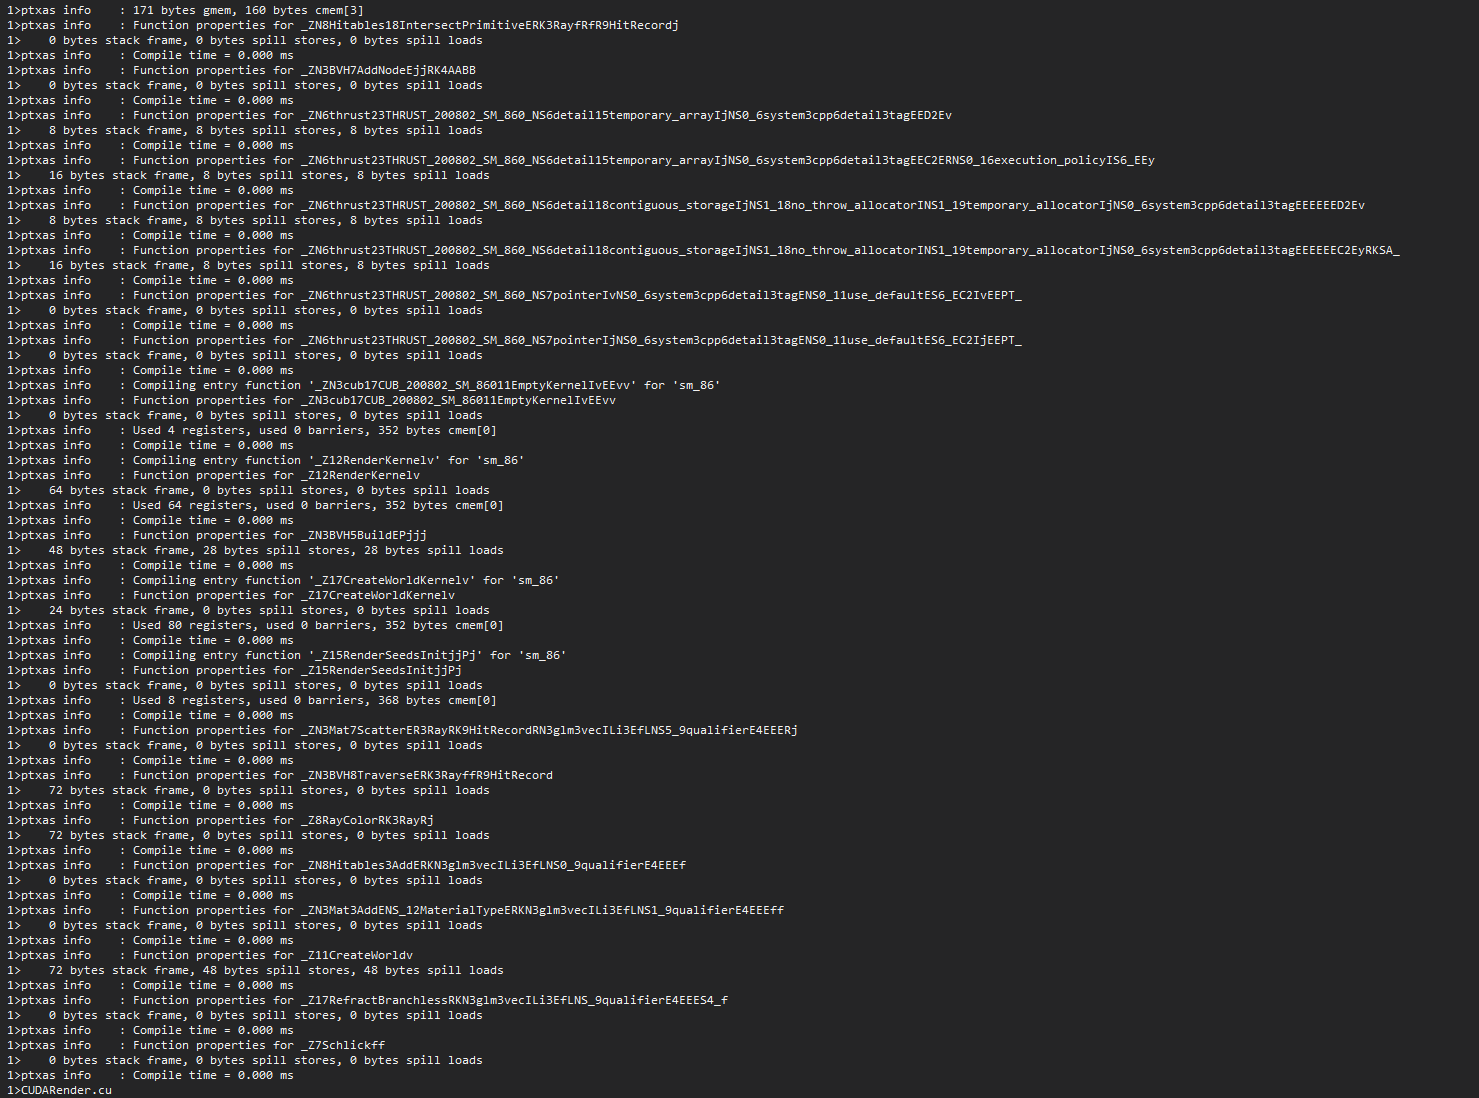 1>ptxas info    : 171 bytes gmem, 160 bytes cmem[3]
1>ptxas info    : Function properties for _ZN8Hitables18IntersectPrimitiveERK3RayfRfR9HitRecordj
1>    0 bytes stack frame, 0 bytes spill stores, 0 bytes spill loads
1>ptxas info    : Compile time = 0.000 ms
1>ptxas info    : Function properties for _ZN3BVH7AddNodeEjjRK4AABB
1>    0 bytes stack frame, 0 bytes spill stores, 0 bytes spill loads
1>ptxas info    : Compile time = 0.000 ms
1>ptxas info    : Function properties for _ZN6thrust23THRUST_200802_SM_860_NS6detail15temporary_arrayIjNS0_6system3cpp6detail3tagEED2Ev
1>    8 bytes stack frame, 8 bytes spill stores, 8 bytes spill loads
1>ptxas info    : Compile time = 0.000 ms
1>ptxas info    : Function properties for _ZN6thrust23THRUST_200802_SM_860_NS6detail15temporary_arrayIjNS0_6system3cpp6detail3tagEEC2ERNS0_16execution_policyIS6_EEy
1>    16 bytes stack frame, 8 bytes spill stores, 8 bytes spill loads
1>ptxas info    : Compile time = 0.000 ms
1>ptxas info    : Function properties for _ZN6thrust23THRUST_200802_SM_860_NS6detail18contiguous_storageIjNS1_18no_throw_allocatorINS1_19temporary_allocatorIjNS0_6system3cpp6detail3tagEEEEEED2Ev
1>    8 bytes stack frame, 8 bytes spill stores, 8 bytes spill loads
1>ptxas info    : Compile time = 0.000 ms
1>ptxas info    : Function properties for _ZN6thrust23THRUST_200802_SM_860_NS6detail18contiguous_storageIjNS1_18no_throw_allocatorINS1_19temporary_allocatorIjNS0_6system3cpp6detail3tagEEEEEEC2EyRKSA_
1>    16 bytes stack frame, 8 bytes spill stores, 8 bytes spill loads
1>ptxas info    : Compile time = 0.000 ms
1>ptxas info    : Function properties for _ZN6thrust23THRUST_200802_SM_860_NS7pointerIvNS0_6system3cpp6detail3tagENS0_11use_defaultES6_EC2IvEEPT_
1>    0 bytes stack frame, 0 bytes spill stores, 0 bytes spill loads
1>ptxas info    : Compile time = 0.000 ms
1>ptxas info    : Function properties for _ZN6thrust23THRUST_200802_SM_860_NS7pointerIjNS0_6system3cpp6detail3tagENS0_11use_defaultES6_EC2IjEEPT_
1>    0 bytes stack frame, 0 bytes spill stores, 0 bytes spill loads
1>ptxas info    : Compile time = 0.000 ms
1>ptxas info    : Compiling entry function '_ZN3cub17CUB_200802_SM_86011EmptyKernelIvEEvv' for 'sm_86'
1>ptxas info    : Function properties for _ZN3cub17CUB_200802_SM_86011EmptyKernelIvEEvv
1>    0 bytes stack frame, 0 bytes spill stores, 0 bytes spill loads
1>ptxas info    : Used 4 registers, used 0 barriers, 352 bytes cmem[0]
1>ptxas info    : Compile time = 0.000 ms
1>ptxas info    : Compiling entry function '_Z12RenderKernelv' for 'sm_86'
1>ptxas info    : Function properties for _Z12RenderKernelv
1>    64 bytes stack frame, 0 bytes spill stores, 0 bytes spill loads
1>ptxas info    : Used 64 registers, used 0 barriers, 352 bytes cmem[0]
1>ptxas info    : Compile time = 0.000 ms
1>ptxas info    : Function properties for _ZN3BVH5BuildEPjjj
1>    48 bytes stack frame, 28 bytes spill stores, 28 bytes spill loads
1>ptxas info    : Compile time = 0.000 ms
1>ptxas info    : Compiling entry function '_Z17CreateWorldKernelv' for 'sm_86'
1>ptxas info    : Function properties for _Z17CreateWorldKernelv
1>    24 bytes stack frame, 0 bytes spill stores, 0 bytes spill loads
1>ptxas info    : Used 80 registers, used 0 barriers, 352 bytes cmem[0]
1>ptxas info    : Compile time = 0.000 ms
1>ptxas info    : Compiling entry function '_Z15RenderSeedsInitjjPj' for 'sm_86'
1>ptxas info    : Function properties for _Z15RenderSeedsInitjjPj
1>    0 bytes stack frame, 0 bytes spill stores, 0 bytes spill loads
1>ptxas info    : Used 8 registers, used 0 barriers, 368 bytes cmem[0]
1>ptxas info    : Compile time = 0.000 ms
1>ptxas info    : Function properties for _ZN3Mat7ScatterER3RayRK9HitRecordRN3glm3vecILi3EfLNS5_9qualifierE4EEERj
1>    0 bytes stack frame, 0 bytes spill stores, 0 bytes spill loads
1>ptxas info    : Compile time = 0.000 ms
1>ptxas info    : Function properties for _ZN3BVH8TraverseERK3RayffR9HitRecord
1>    72 bytes stack frame, 0 bytes spill stores, 0 bytes spill loads
1>ptxas info    : Compile time = 0.000 ms
1>ptxas info    : Function properties for _Z8RayColorRK3RayRj
1>    72 bytes stack frame, 0 bytes spill stores, 0 bytes spill loads
1>ptxas info    : Compile time = 0.000 ms
1>ptxas info    : Function properties for _ZN8Hitables3AddERKN3glm3vecILi3EfLNS0_9qualifierE4EEEf
1>    0 bytes stack frame, 0 bytes spill stores, 0 bytes spill loads
1>ptxas info    : Compile time = 0.000 ms
1>ptxas info    : Function properties for _ZN3Mat3AddENS_12MaterialTypeERKN3glm3vecILi3EfLNS1_9qualifierE4EEEff
1>    0 bytes stack frame, 0 bytes spill stores, 0 bytes spill loads
1>ptxas info    : Compile time = 0.000 ms
1>ptxas info    : Function properties for _Z11CreateWorldv
1>    72 bytes stack frame, 48 bytes spill stores, 48 bytes spill loads
1>ptxas info    : Compile time = 0.000 ms
1>ptxas info    : Function properties for _Z17RefractBranchlessRKN3glm3vecILi3EfLNS_9qualifierE4EEES4_f
1>    0 bytes stack frame, 0 bytes spill stores, 0 bytes spill loads
1>ptxas info    : Compile time = 0.000 ms
1>ptxas info    : Function properties for _Z7Schlickff
1>    0 bytes stack frame, 0 bytes spill stores, 0 bytes spill loads
1>ptxas info    : Compile time = 0.000 ms
1>CUDARender.cu